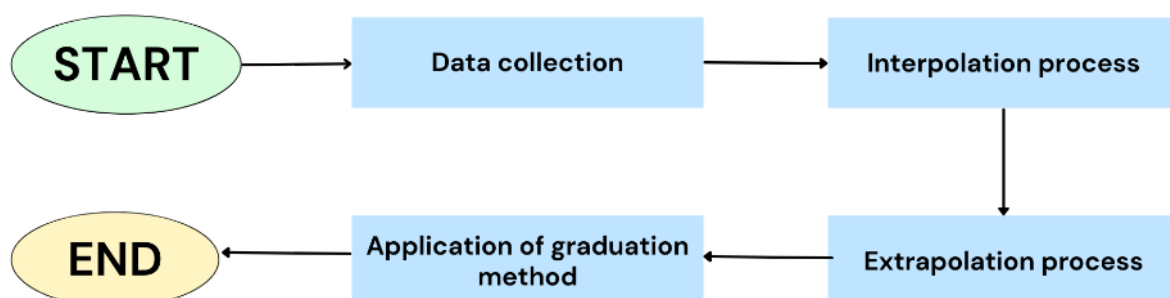 START
Data collection
Interpolation process
Extrapolation process
Application of graduation
method
END